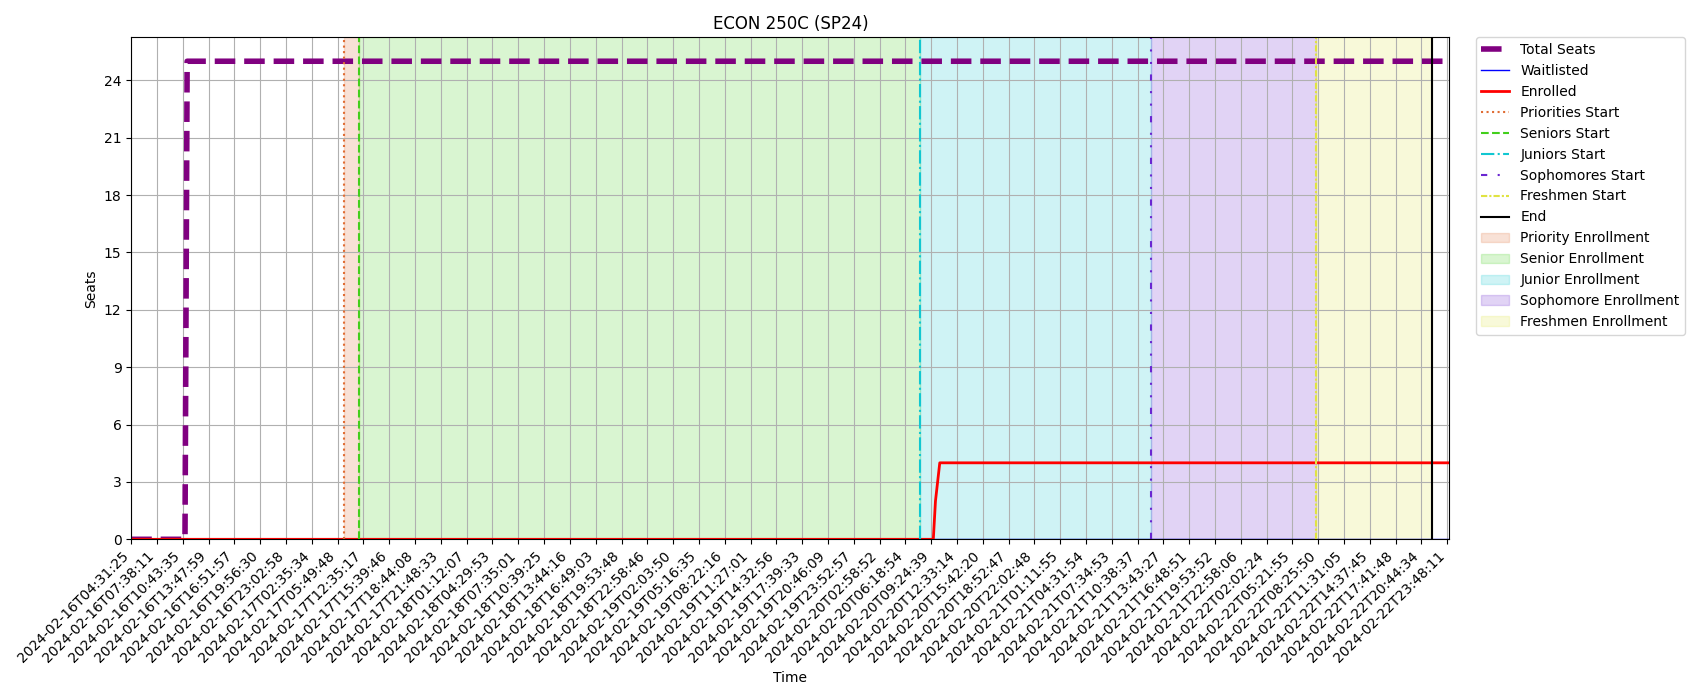 ECON 250C (SP24)
Seats
24
21
18
15
12
9
6
3
0
2024-02-16T04:31:25
2024-02-16T07:38:11
2024-02-16T10:43:35
2024-02-16T13:47:59
2024-02-16T16:51:57
2024-02-16T19:56:30
2024-02-16T23:02:58
2024-02-17T02:35:34
2024-02-17T05:49:48
2024-02-17T12:35:17
2024-02-17T15:39:46
2024-02-17T18:44:08
2024-02-17T21:48:33
2024-02-18T01:12:07
2024-02-18T04:29:53
2024-02-18T07:35:01
2024-02-18T10:39:25
2024-02-18T13:44:16
2024-02-18T16:49:03
2024-02-18T19:53:48
2024-02-18T22:58:46
2024-02-19T02:03:50
2024-02-19T05:16:35
2024-02-19T08:22:16
2024-02-19T11:27:01
2024-02-19T14:32:56
2024-02-19T17:39:33
2024-02-19T20:46:09
2024-02-19T23:52:57
2024-02-20T02:58:52
2024-02-20T06:18:54
2024-02-20T09:24:39
2024-02-20T12:33:14
2024-02-20T15:42:20
2024-02-20T18:52:47
2024-02-20T22:02:48
2024-02-21T01:11:55
2024-02-21T04:31:54
2024-02-21T07:34:53
2024-02-21T10:38:37
2024-02-21T13:43:27
2024-02-21T16:48:51
2024-02-21T19:53:52
2024-02-21T22:58:06
2024-02-22T02:02:24
2024-02-22T05:21:55
2024-02-22T08:25:50
2024-02-22T11:31:05
2024-02-22T14:37:45
2024-02-22T17:41:48
2024-02-22T20:44:34
2024-02-22T23:48:11
Time
Total Seats
Waitlisted
Enrolled
Priorities Start
Seniors Start
Juniors Start
Sophomores Start
Freshmen Start
End
Priority Enrollment
Senior Enrollment
Junior Enrollment
Sophomore Enrollment
Freshmen Enrollment